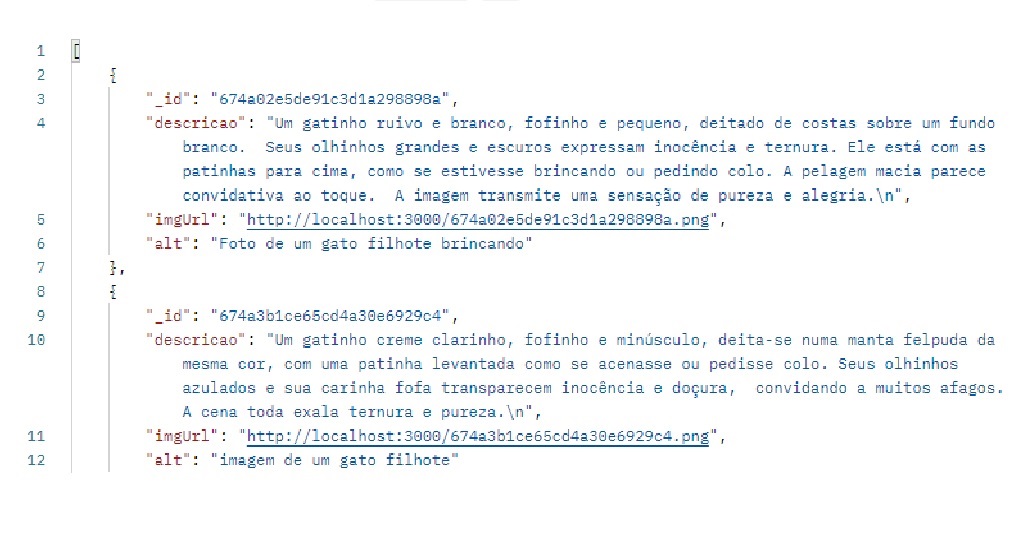 1 [
2 {
3 "_id": "674a02e5de91c3d1a298898a",
4 "descricao": "Um gatinho ruivo e branco, fofinho e pequeno, deitado de costas sobre um fundo
branco.  Seus olhinhos grandes e escuros expressam inocência e ternura. Ele está com as
patinhas para cima, como se estivesse brincando ou pedindo colo. A pelagem macia parece
convidativa ao toque.  A imagem transmite uma sensação de pureza e alegria.\n",
5 "imgUrl": "http://localhost:3000/674a02e5de91c3d1a298898a.png",
6 "alt": "Foto de um gato filhote brincando"
7 },
8 {
9 "_id": "674a3b1ce65cd4a30e6929c4",
10 "descricao": "Um gatinho creme clarinho, fofinho e minúsculo, deita-se numa manta felpuda da
mesma cor, com uma patinha levantada como se acenasse ou pedisse colo. Seus olhinhos
azulados e sua carinha fofa transparecem inocência e doçura,  convidando a muitos afagos.
A cena toda exala ternura e pureza.\n",
11 "imgUrl": "http://localhost:3000/674a3b1ce65cd4a30e6929c4.png",
12 "alt": "imagem de um gato filhote"